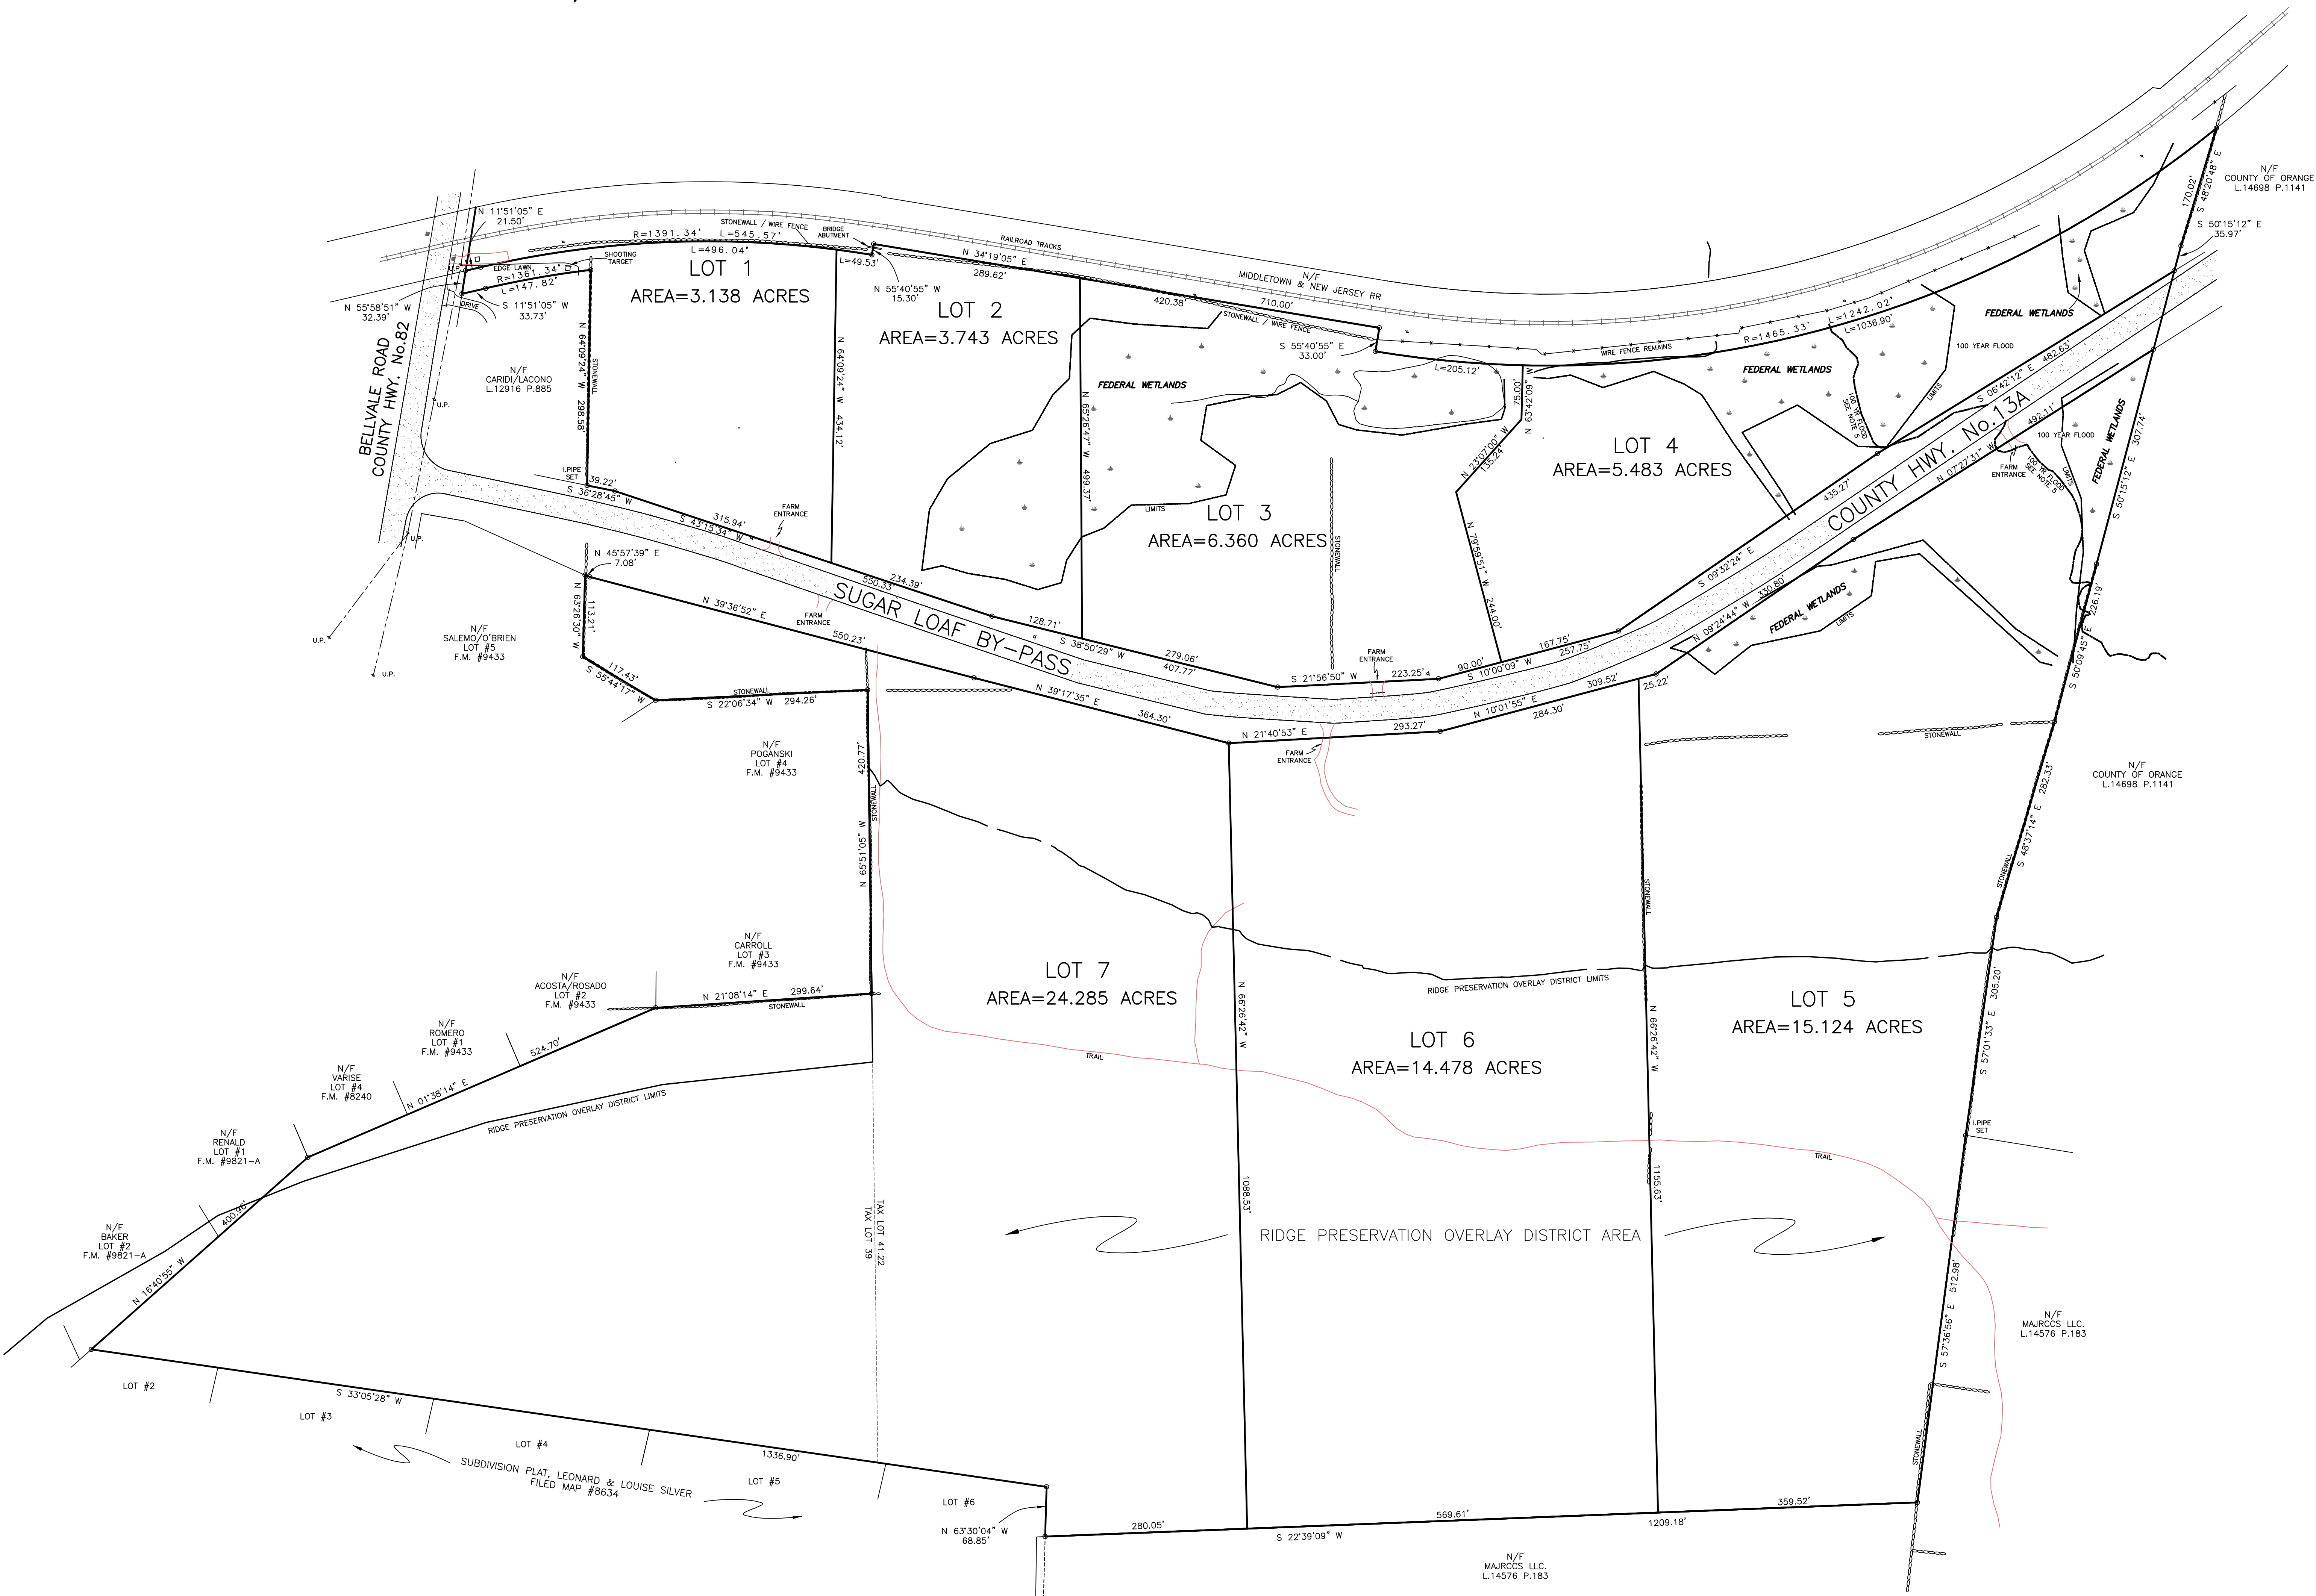 N/F
COUNTY OF ORANGE
L.14698 P.1141
170.02'
S 48°20'48" E
S 50°15'12" E
35.97'
N 11°51'05" E
21.50'
STONEWALL / WIRE FENCE
BRIDGE
ABUTMENT
R=1391.34' L=545.57'
L=496.04'
L=49.53'
RAILROAD TRACKS
N 34°19'05" E
289.62'
N/F
MIDDLETOWN & NEW JERSEY RR
420.38'
710.00'
STONEWALL / WIRE FENCE
U.P.
EDGE LAWN
SHOOTING
TARGET
R=1361.34'
L=147.82'
DRIVE
S 11°51'05" W
33.73'
N 55°58'51" W
32.39'
N 55°40'55" W
15.30'
LOT 1
AREA=3.138 ACRES
LOT 2
AREA=3.743 ACRES
S 55°40'55" E
33.00'
L=205.12'
WIRE FENCE REMAINS
R=1465.33' L=1242.02'
L=1036.90'
FEDERAL WETLANDS
100 YEAR FLOOD
LIMITS
FEDERAL WETLANDS
100 YR FLOOD
SEE NOTE 5
BELLVALE ROAD
COUNTY HWY. No.82
N/F
CARIDI/LACONO
L.12916 P.885
N 64°09'24" W 298.58'
STONEWALL
N 64°09'24" W 434.12'
FEDERAL WETLANDS
N 65°26'47" W 499.37'
LIMITS
U.P.
I.PIPE
SET
39.22'
S 36°28'45" W
315.94'
S 43°15'34" W
FARM
ENTRANCE
LOT 3
AREA=6.360 ACRES
STONEWALL
75.00'
N 63°42'09" W
N 23°07'00" W
135.24'
N 79°59'51" W 244.00'
LOT 4
AREA=5.483 ACRES
435.27'
S 09°32'24" E
482.63'
S 06°42'12" E
COUNTY HWY. No. 13A
492.11'
N 07°27'31" W
FARM
ENTRANCE
100 YR FLOOD
SEE NOTE 5
LIMITS
100 YEAR FLOOD
FEDERAL WETLANDS
S 50°15'12" E 307.74'
U.P.
U.P.
U.P.
N 45°57'39" E
7.08'
234.39'
550.33'
SUGAR LOAF BY-PASS
FARM
ENTRANCE
128.71'
S 38°50'29" W
279.06'
407.77'
S 21°56'50" W
223.25'
FARM
ENTRANCE
90.00'
167.75'
S 10°00'09" W
257.75'
N 09°24'44" W 330.80'
FEDERAL WETLANDS
LIMITS
S 50°09'45" E 226.19'
N/F
SALEMO/O'BRIEN
LOT #5
F.M. #9433
N 63°26'30" W
113.21'
117.43'
S 55°44'17" W
STONEWALL
S 22°06'34" W 294.26'
N 39°36'52" E
550.23'
N 39°17'35" E
364.30'
N 21°40'53" E
293.27'
FARM
ENTRANCE
N 10°01'55" E
309.52'
284.30'
25.22'
STONEWALL
N/F
POGANSKI
LOT #4
F.M. #9433
420.77'
STONEWALL
N 65°51'05" W
N/F
COUNTY OF ORANGE
L.14698 P.1141
S 48°37'14" E 282.33'
STONEWALL
STONEWALL
N/F
CARROLL
LOT #3
F.M. #9433
N 21°08'14" E 299.64'
STONEWALL
N/F
ACOSTA/ROSADO
LOT #2
F.M. #9433
N/F
ROMERO
LOT #1
F.M. #9433
N/F
VARISE
LOT #4
F.M. #8240
524.70'
N 01°38'14" E
RIDGE PRESERVATION OVERLAY DISTRICT LIMITS
LOT 7
AREA=24.285 ACRES
TRAIL
N 66°26'42" W
1088.53'
RIDGE PRESERVATION OVERLAY DISTRICT LIMITS
LOT 6
AREA=14.478 ACRES
N 66°26'42" W
1155.63'
LOT 5
AREA=15.124 ACRES
S 57°01'33" E 305.20'
I.PIPE
SET
TRAIL
N/F
RENALD
LOT #1
F.M. #9821-A
N/F
BAKER
LOT #2
F.M. #9821-A
400.96'
N 16°40'55" W
TAX LOT 41.22
TAX LOT 39
RIDGE PRESERVATION OVERLAY DISTRICT AREA
S 57°36'56" E 512.98'
N/F
MAJRCCS LLC.
L.14576 P.183
STONEWALL
LOT #2
S 33°05'28" W
LOT #3
LOT #4
1336.90'
LOT #5
LOT #6
SUBDIVISION PLAT, LEONARD & LOUISE SILVER
FILED MAP #8634
N 63°30'04" W
68.85'
280.05'
S 22°39'09" W
569.61'
1209.18'
359.52'
N/F
MAJRCCS LLC.
L.14576 P.183